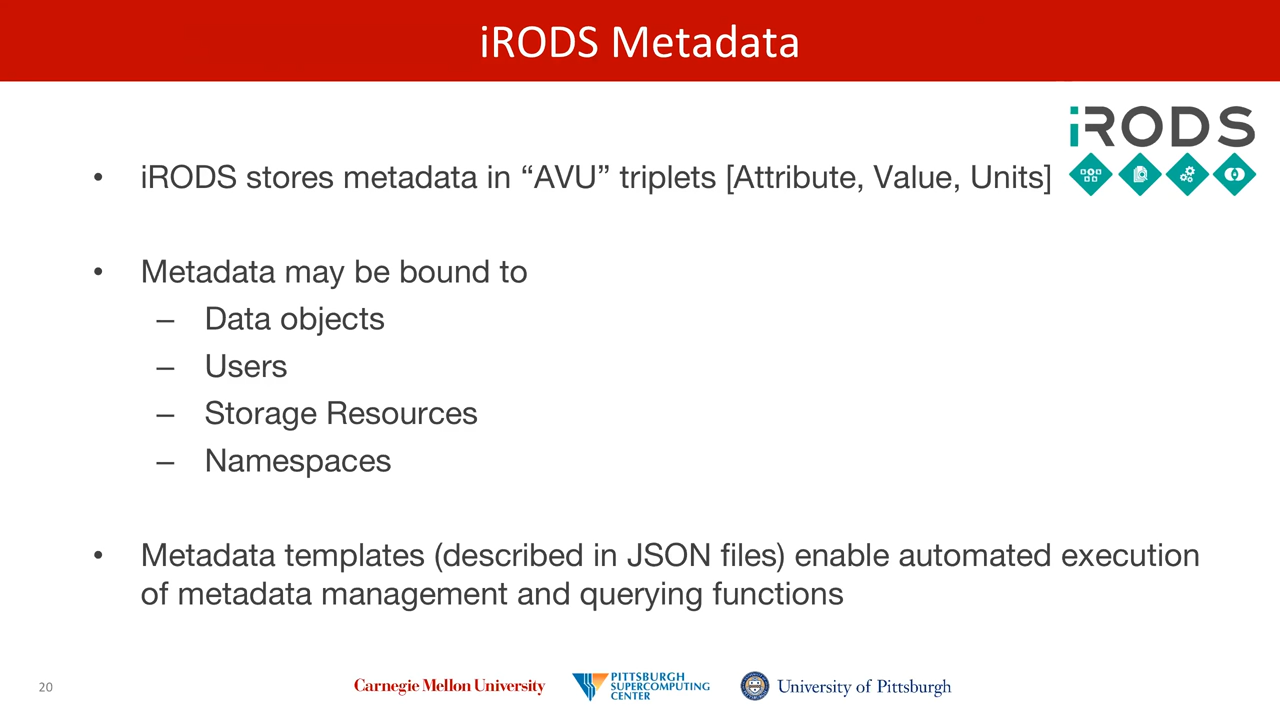 iRODS Metadata
iRODS
• iRODS stores metadata in “AVU” triplets [Attribute, Value, Units]
• Metadata may be bound to
– Data objects
– Users
– Storage Resources
– Namespaces
• Metadata templates (described in JSON files) enable automated execution
of metadata management and querying functions
20
Carnegie Mellon University
PITTSBURGH
SUPERCOMPUTING
CENTER
University of Pittsburgh